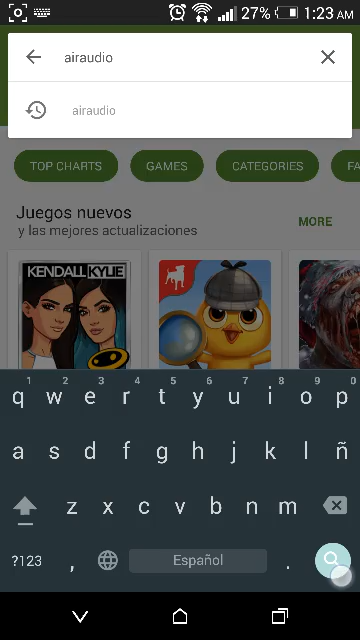 27% 1:23 AM
airaudio
airaudio
TOP CHARTS GAMES CATEGORIES FA
Juegos nuevos
y las mejores actualizaciones
MORE
KENDALL KYLIE
1 2 3 4 5 6 7 8 9 0
q w e r t y u i o p
a s d f g h j k l ñ
z x c v b n m
?123 , Español .